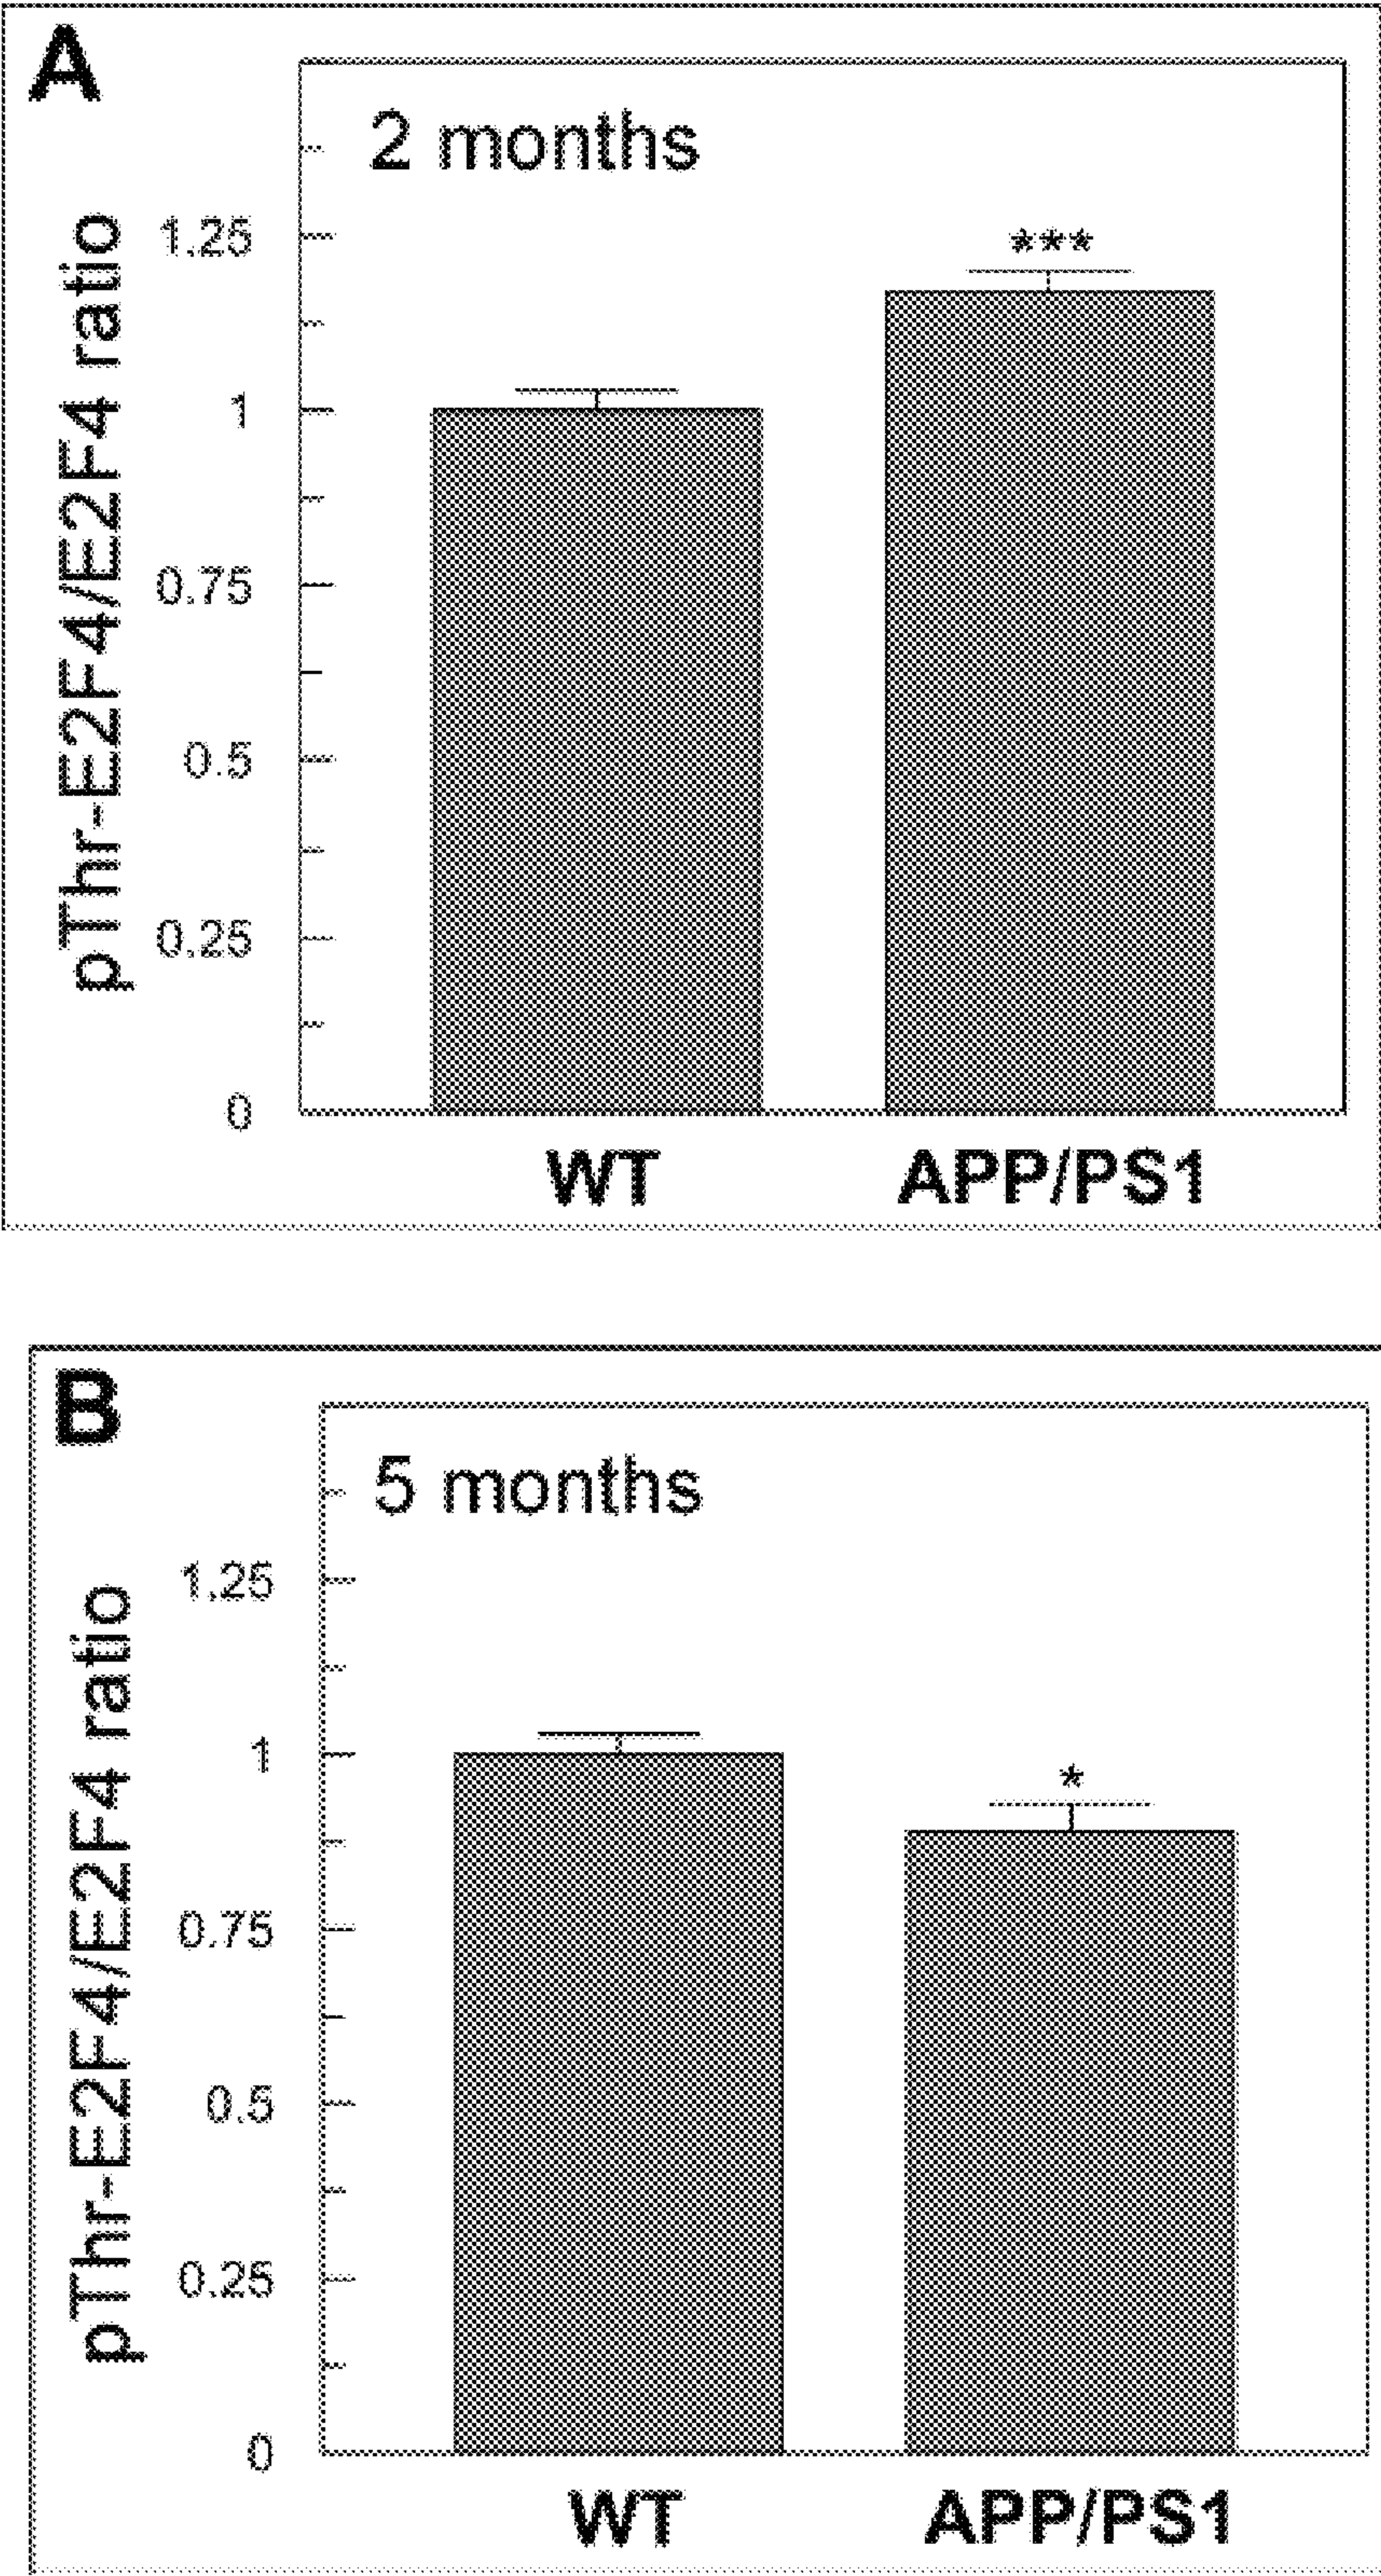 A
2 months
***
pThr-E2F4/E2F4 ratio
1.25
1
0.75
0.5
0.25
0
WT APP/PS1
B
5 months
*
pThr-E2F4/E2F4 ratio
1.25
1
0.75
0.5
0.25
0
WT APP/PS1